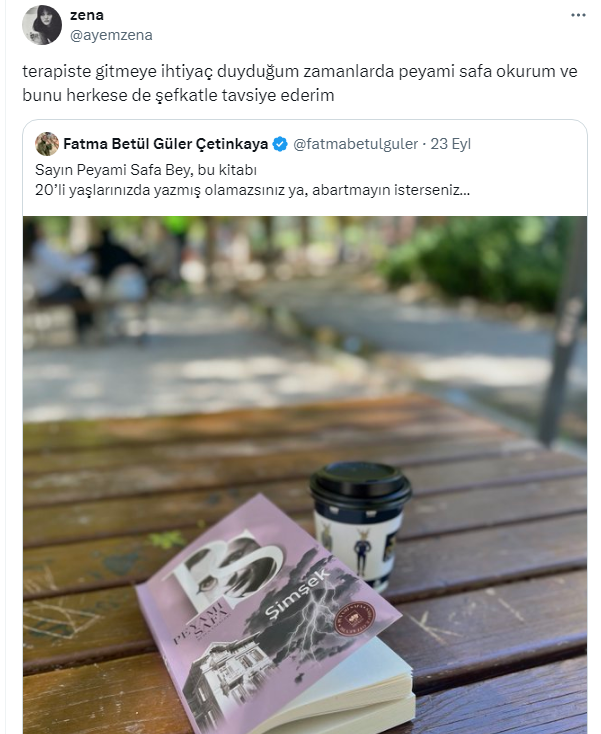 zena
@ayemzena
terapiste gitmeye ihtiyaç duyduğum zamanlarda peyami safa okurum ve
bunu herkese de şefkatle tavsiye ederim
Fatma Betül Güler Çetinkaya @fatmabetulguler · 23 Eyl
Sayın Peyami Safa Bey, bu kitabı
20’li yaşlarınızda yazmış olamazsınız ya, abartmayın isterseniz...
PS
PEYAMİ
SAFA
Şimşek